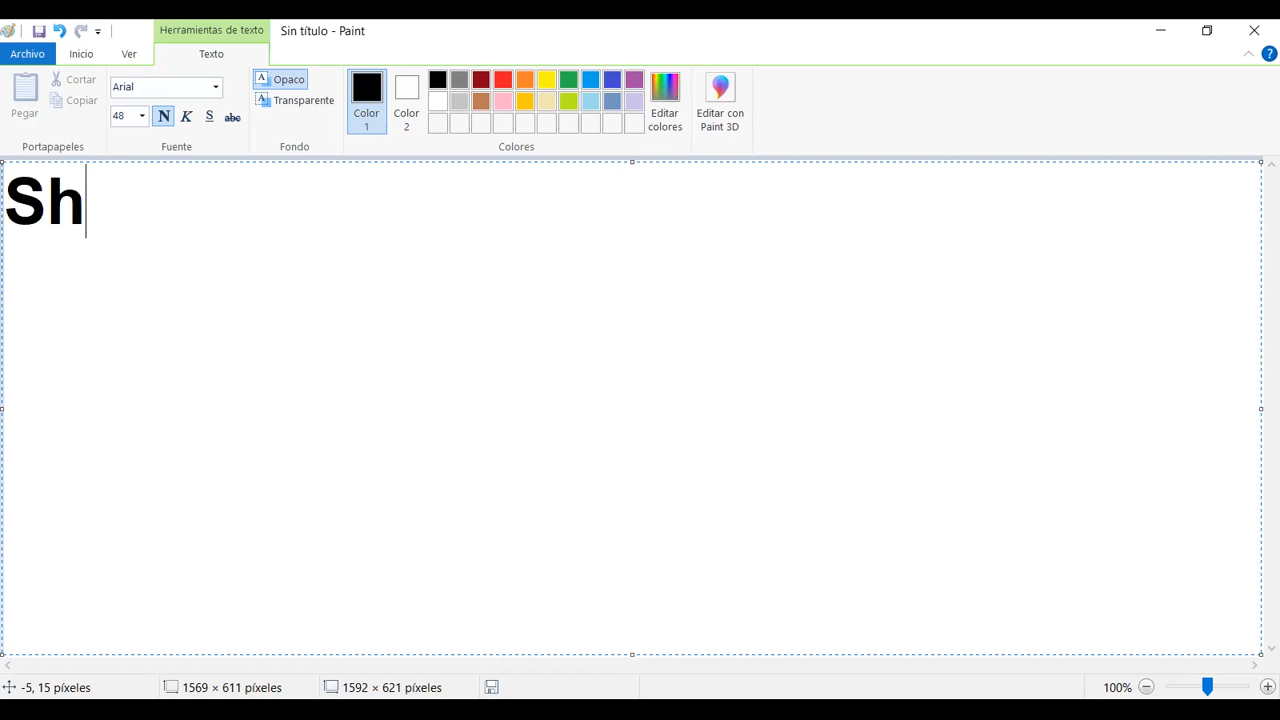 Herramientas de texto Sin título - Paint
Archivo Inicio Ver Texto
Pegar
Cortar
Copiar
Portapapeles
Arial
48 N K S abc
Fuente
Opaco
Transparente
Fondo
Color 1
Color 2
Editar colores
Colores
Editar con Paint 3D
Sh
-5, 15 píxeles 1569 × 611 píxeles 1592 × 621 píxeles 100%